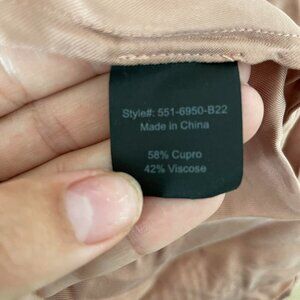 Style#: 551-6950-B22
Made in China
58% Cupro
42% Viscose